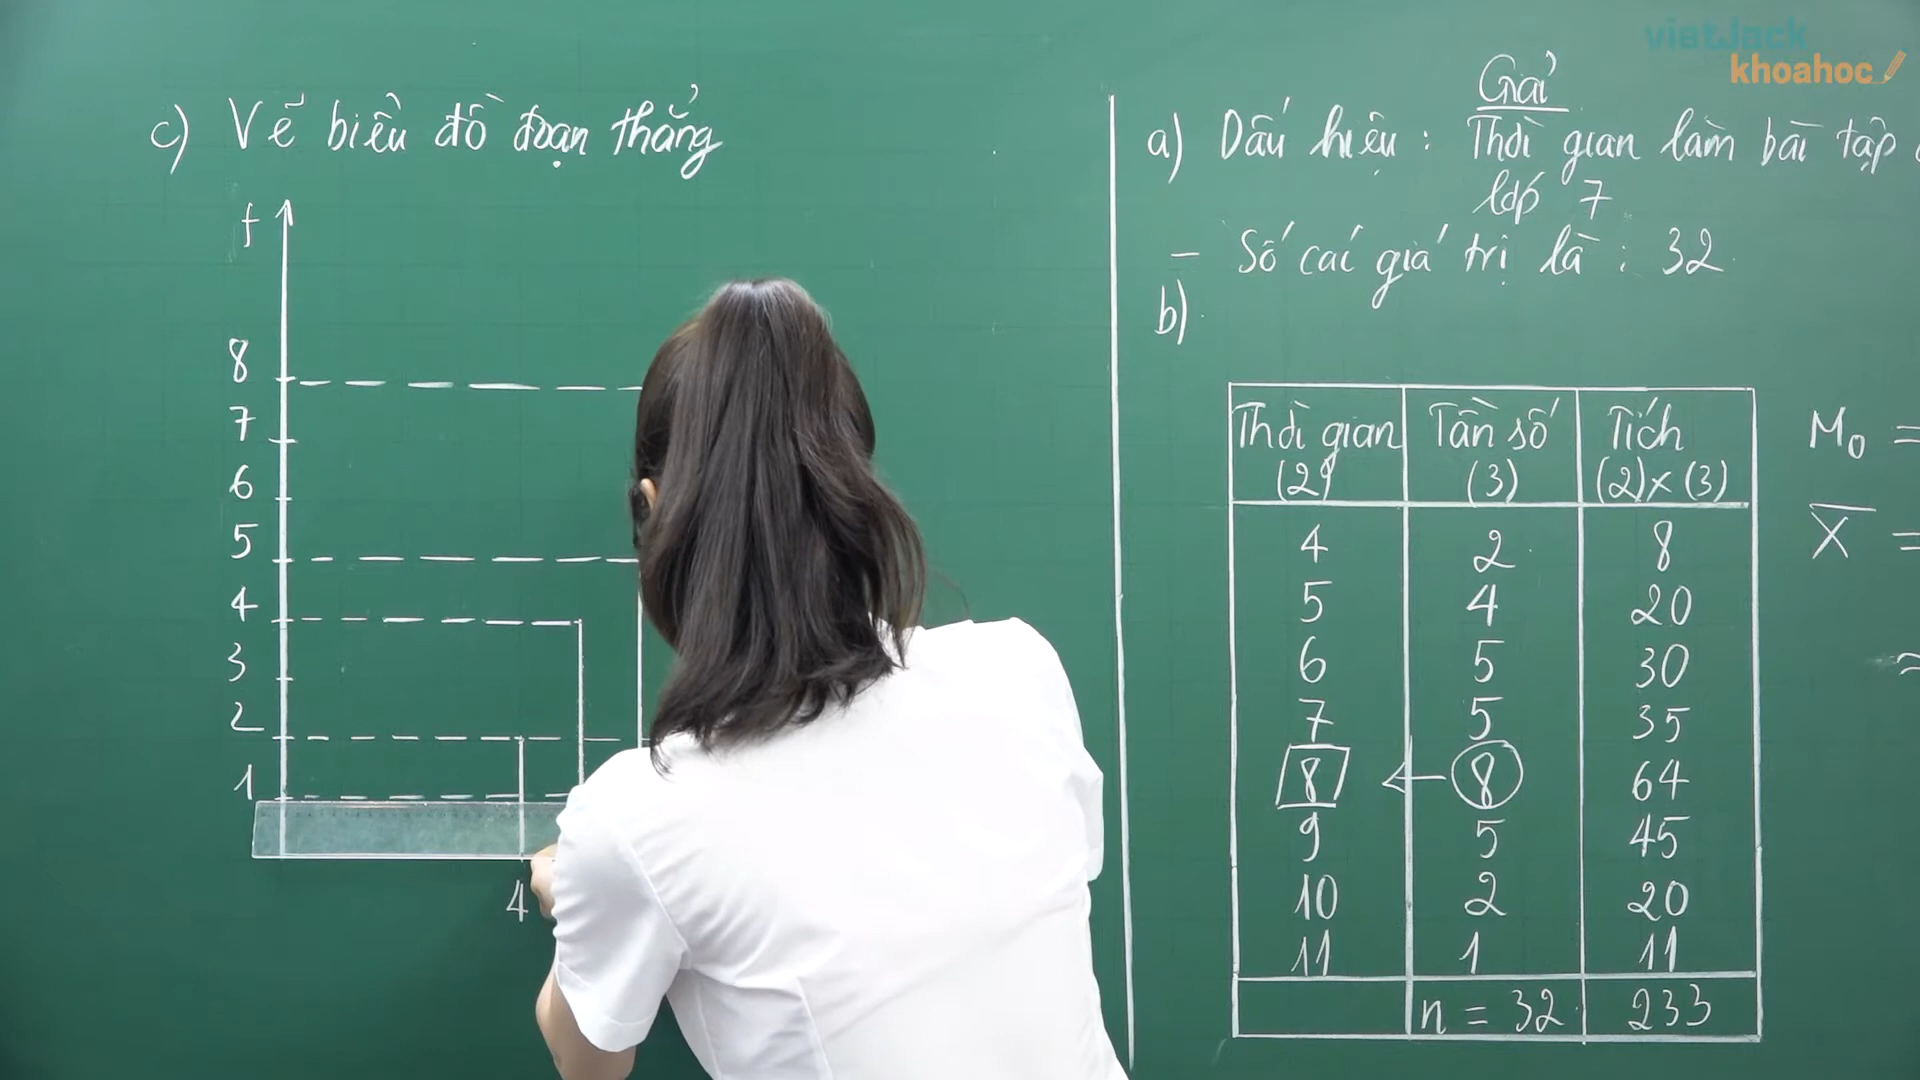 vietJack
khoahoc
c) Vẽ biểu đồ đoạn thẳng
f
8
7
6
5
4
3
2
1
4
Giải
a) Dấu hiệu : Thời gian làm bài tập
lớp 7
- Số các giá trị là : 32
b)
Thời gian Tần số Tích
(2) (3) (2)x(3)
4 2 8
5 4 20
6 5 30
7 5 35
8 ← 8 64
9 5 45
10 2 20
11 1 11
n = 32 233
M₀ =
X̅ =
≈